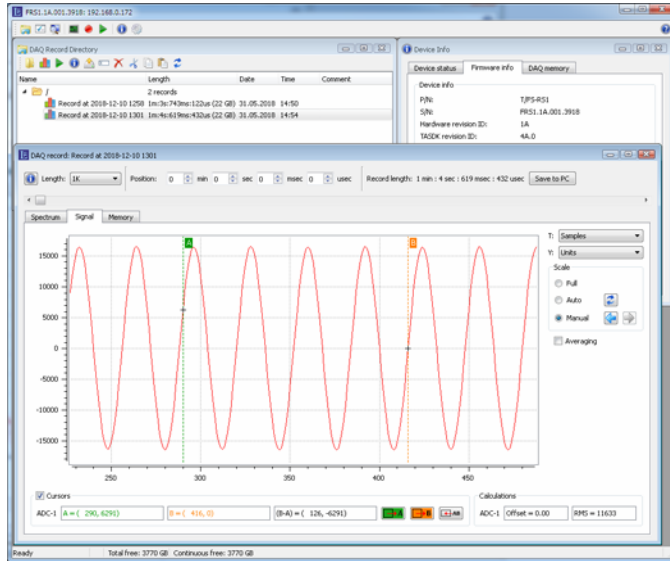 FRS1.1A.001.3918: 192.168.0.172
DAQ Record Directory
Name Length Date Time Comment
/ 2 records
Record at 2018-12-10 1258 1m:3s:743ms:122us (22 GB) 31.05.2018 14:50
Record at 2018-12-10 1301 1m:4s:619ms:432us (22 GB) 31.05.2018 14:54
Device Info
Device status Firmware info DAQ memory
Device info
P/N: T/FS-RS1
S/N: FRS1.1A.001.3918
Hardware revision ID: 1A
TASDK revision ID: 4A.0
DAQ record: Record at 2018-12-10 1301
Length: 1K Position: 0 min 0 sec 0 msec 0 usec Record length: 1 min : 4 sec : 619 msec : 432 usec Save to PC
Spectrum Signal Memory
A B
15000
10000
5000
0
-5000
-10000
-15000
250 300 350 400 450
T: Samples
Y: Units
Scale
Full
Auto
Manual
Averaging
Cursors
ADC-1 A = ( 290, 6291) B = ( 416, 0) (B-A) = ( 126, -6291) A B AB
Calculations
ADC-1 Offset = 0.00 RMS = 11633
Ready Total free: 3770 GB Continuous free: 3770 GB